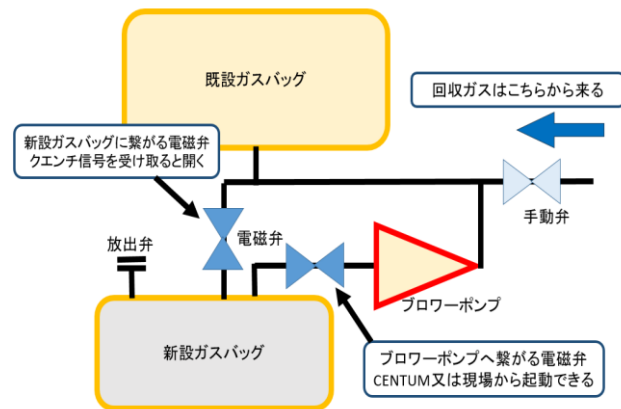 既設ガスバッグ
回収ガスはこちらから来る
新設ガスバッグに繋がる電磁弁
クエンチ信号を受け取ると開く
手動弁
電磁弁
放出弁
ブロワーポンプ
新設ガスバッグ
ブロワーポンプへ繋がる電磁弁
CENTUM又は現場から起動できる